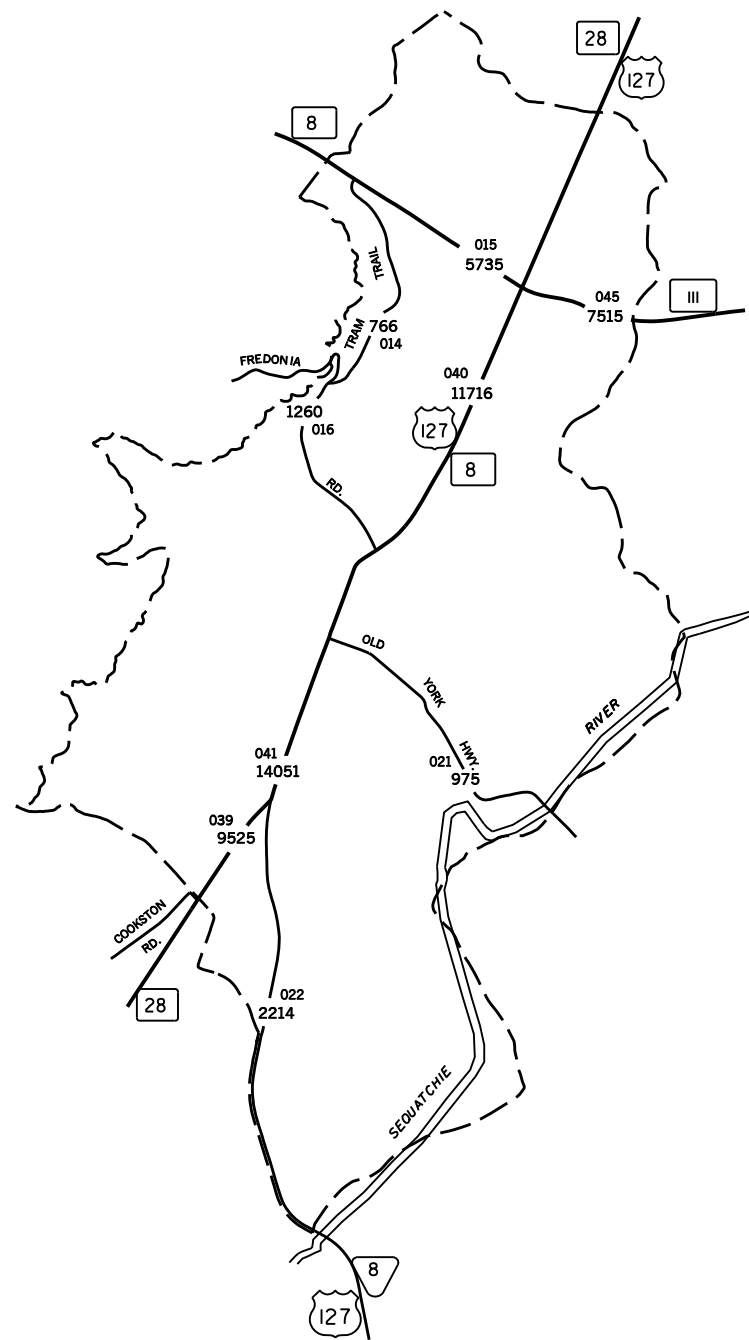 28
127
8
015
5735
045
7515
III
TRAIL
TRAM
766
014
FREDONIA
040
11716
1260
016
127
8
RD.
OLD
YORK
HWY.
RIVER
041
14051
021
975
039
9525
COOKSTON
RD.
28
022
2214
SEQUATCHIE
8
127